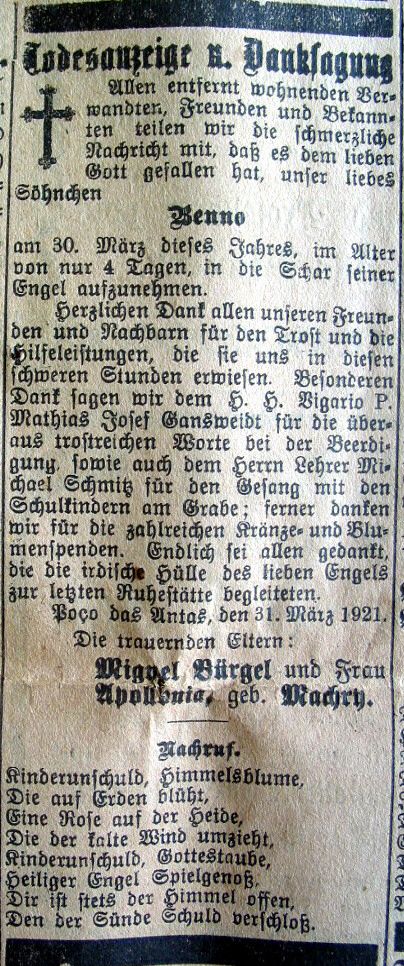 Todesanzeige u. Danksagung
Allen entfernt wohnenden Ver-
wandten, Freunden und Bekann-
ten teilen wir die schmerzliche
Nachricht mit, daß es dem lieben
Gott gefallen hat, unser liebes
Söhnchen
Benno
am 30. März dieses Jahres, im Alter
von nur 4 Tagen, in die Schar seiner
Engel aufzunehmen.
Herzlichen Dank allen unseren Freun-
den und Nachbarn für den Trost und die
Hilfeleistungen, die sie uns in diesen
schweren Stunden erwiesen. Besonderen
Dank sagen wir dem H. H. Vigario P.
Mathias Josef Gansweidt für die über-
aus trostreichen Worte bei der Beerdi-
gung, sowie auch dem Herrn Lehrer Mi-
chael Schmitz für den Gesang mit den
Schulkindern am Grabe; ferner danken
wir für die zahlreichen Kränze- und Blu-
menspenden. Endlich sei allen gedankt,
die die irdische Hülle des lieben Engels
zur letzten Ruhestätte begleiteten.
Poço das Antas, den 31. März 1921.
Die trauernden Eltern:
Miguel Bürgel und Frau
Apollonia, geb. Machry.
Nachruf.
Kinderunschuld, Himmelsblume,
Die auf Erden blüht,
Eine Rose auf der Heide,
Die der kalte Wind umzieht,
Kinderunschuld, Gottestaube,
Heiliger Engel Spielgenoß,
Dir ist stets der Himmel offen,
Den der Sünde Schuld verschloß.